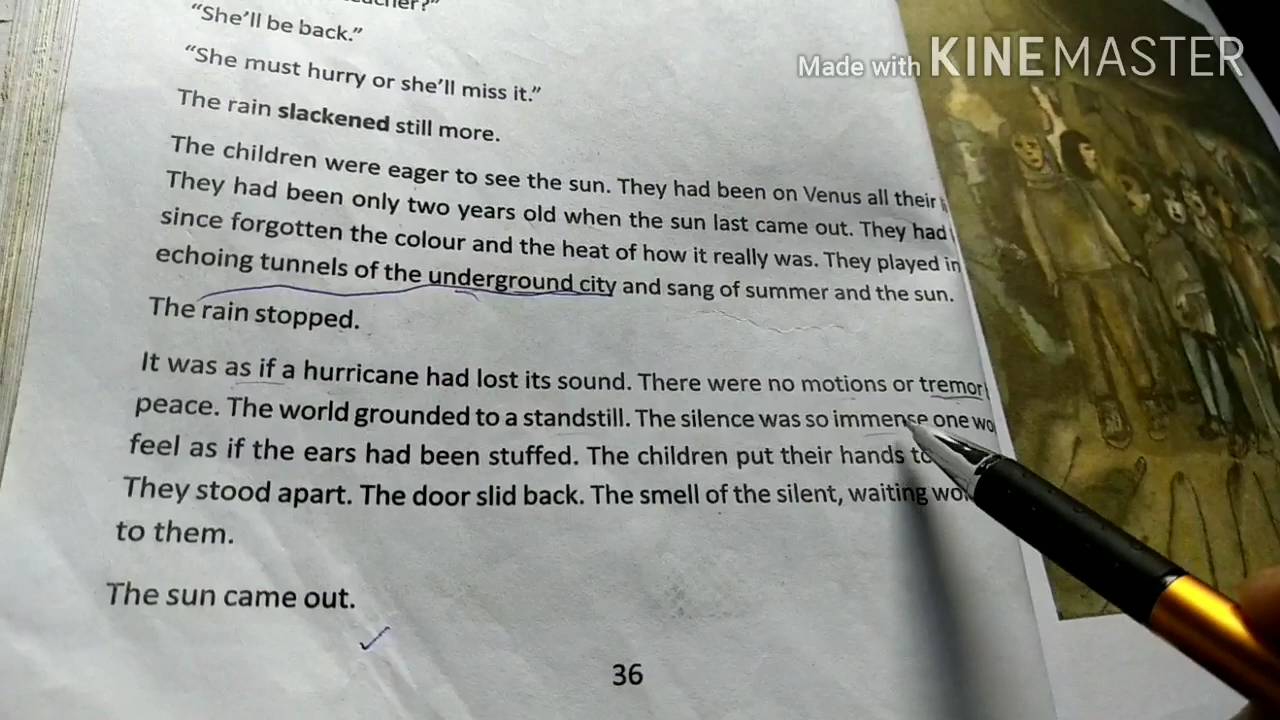 Made with KINEMASTER
"She'll be back."
"She must hurry or she'll miss it."
The rain slackened still more.
The children were eager to see the sun. They had been on Venus all their
They had been only two years old when the sun last came out. They had
since forgotten the colour and the heat of how it really was. They played in
echoing tunnels of the underground city and sang of summer and the sun.
The rain stopped.
It was as if a hurricane had lost its sound. There were no motions or tremor
peace. The world grounded to a standstill. The silence was so immense one
feel as if the ears had been stuffed. The children put their hands
They stood apart. The door slid back. The smell of the silent, waiting
to them.
The sun came out.
36